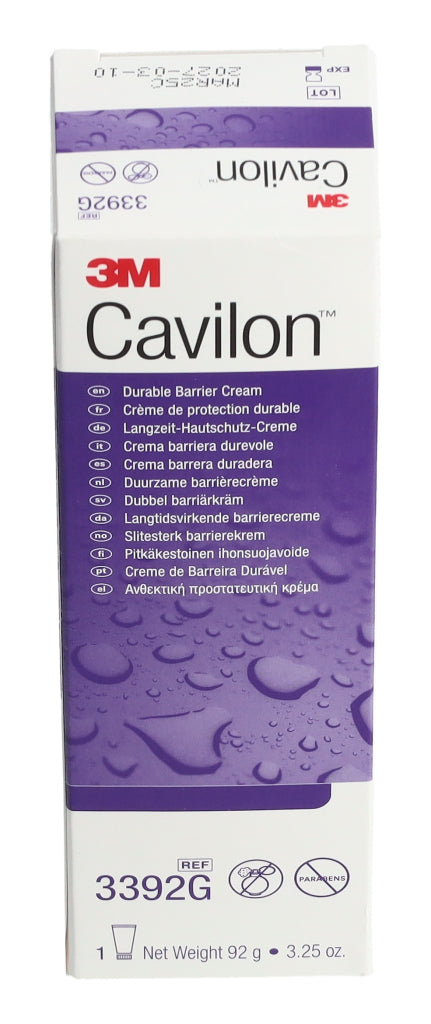 LOT
EXP
MAR25C
2027-03-10
3M
Cavilon™
REF
3392G
PARABENS
3M
Cavilon™
en Durable Barrier Cream
fr Crème de protection durable
de Langzeit-Hautschutz-Creme
it Crema barriera durevole
es Crema barrera duradera
nl Duurzame barrièrecrème
sv Dubbel barriärkräm
da Langtidsvirkende barrierecreme
no Slitesterk barrierekrem
fi Pitkäkestoinen ihonsuojavoide
pt Creme de Barreira Durável
el Ανθεκτική προστατευτική κρέμα
REF
3392G
PARABENS
1 Net Weight 92 g • 3.25 oz.